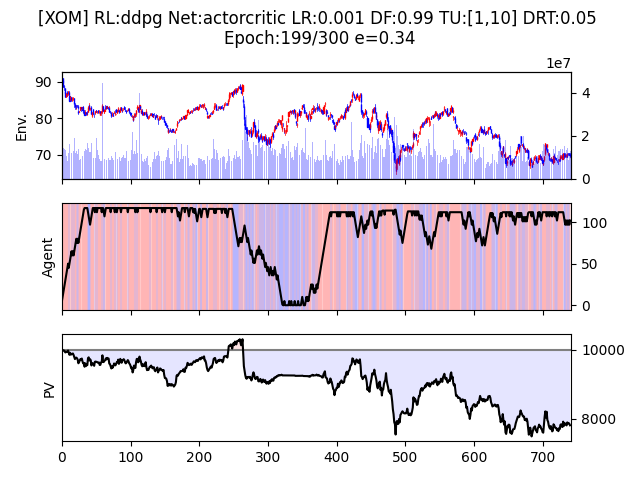 [XOM] RL:ddpg Net:actorcritic LR:0.001 DF:0.99 TU:[1,10] DRT:0.05
Epoch:199/300 e=0.34
1e7
90
80
70
Env.
4
2
0
Agent
100
50
0
PV
10000
8000
0 100 200 300 400 500 600 700